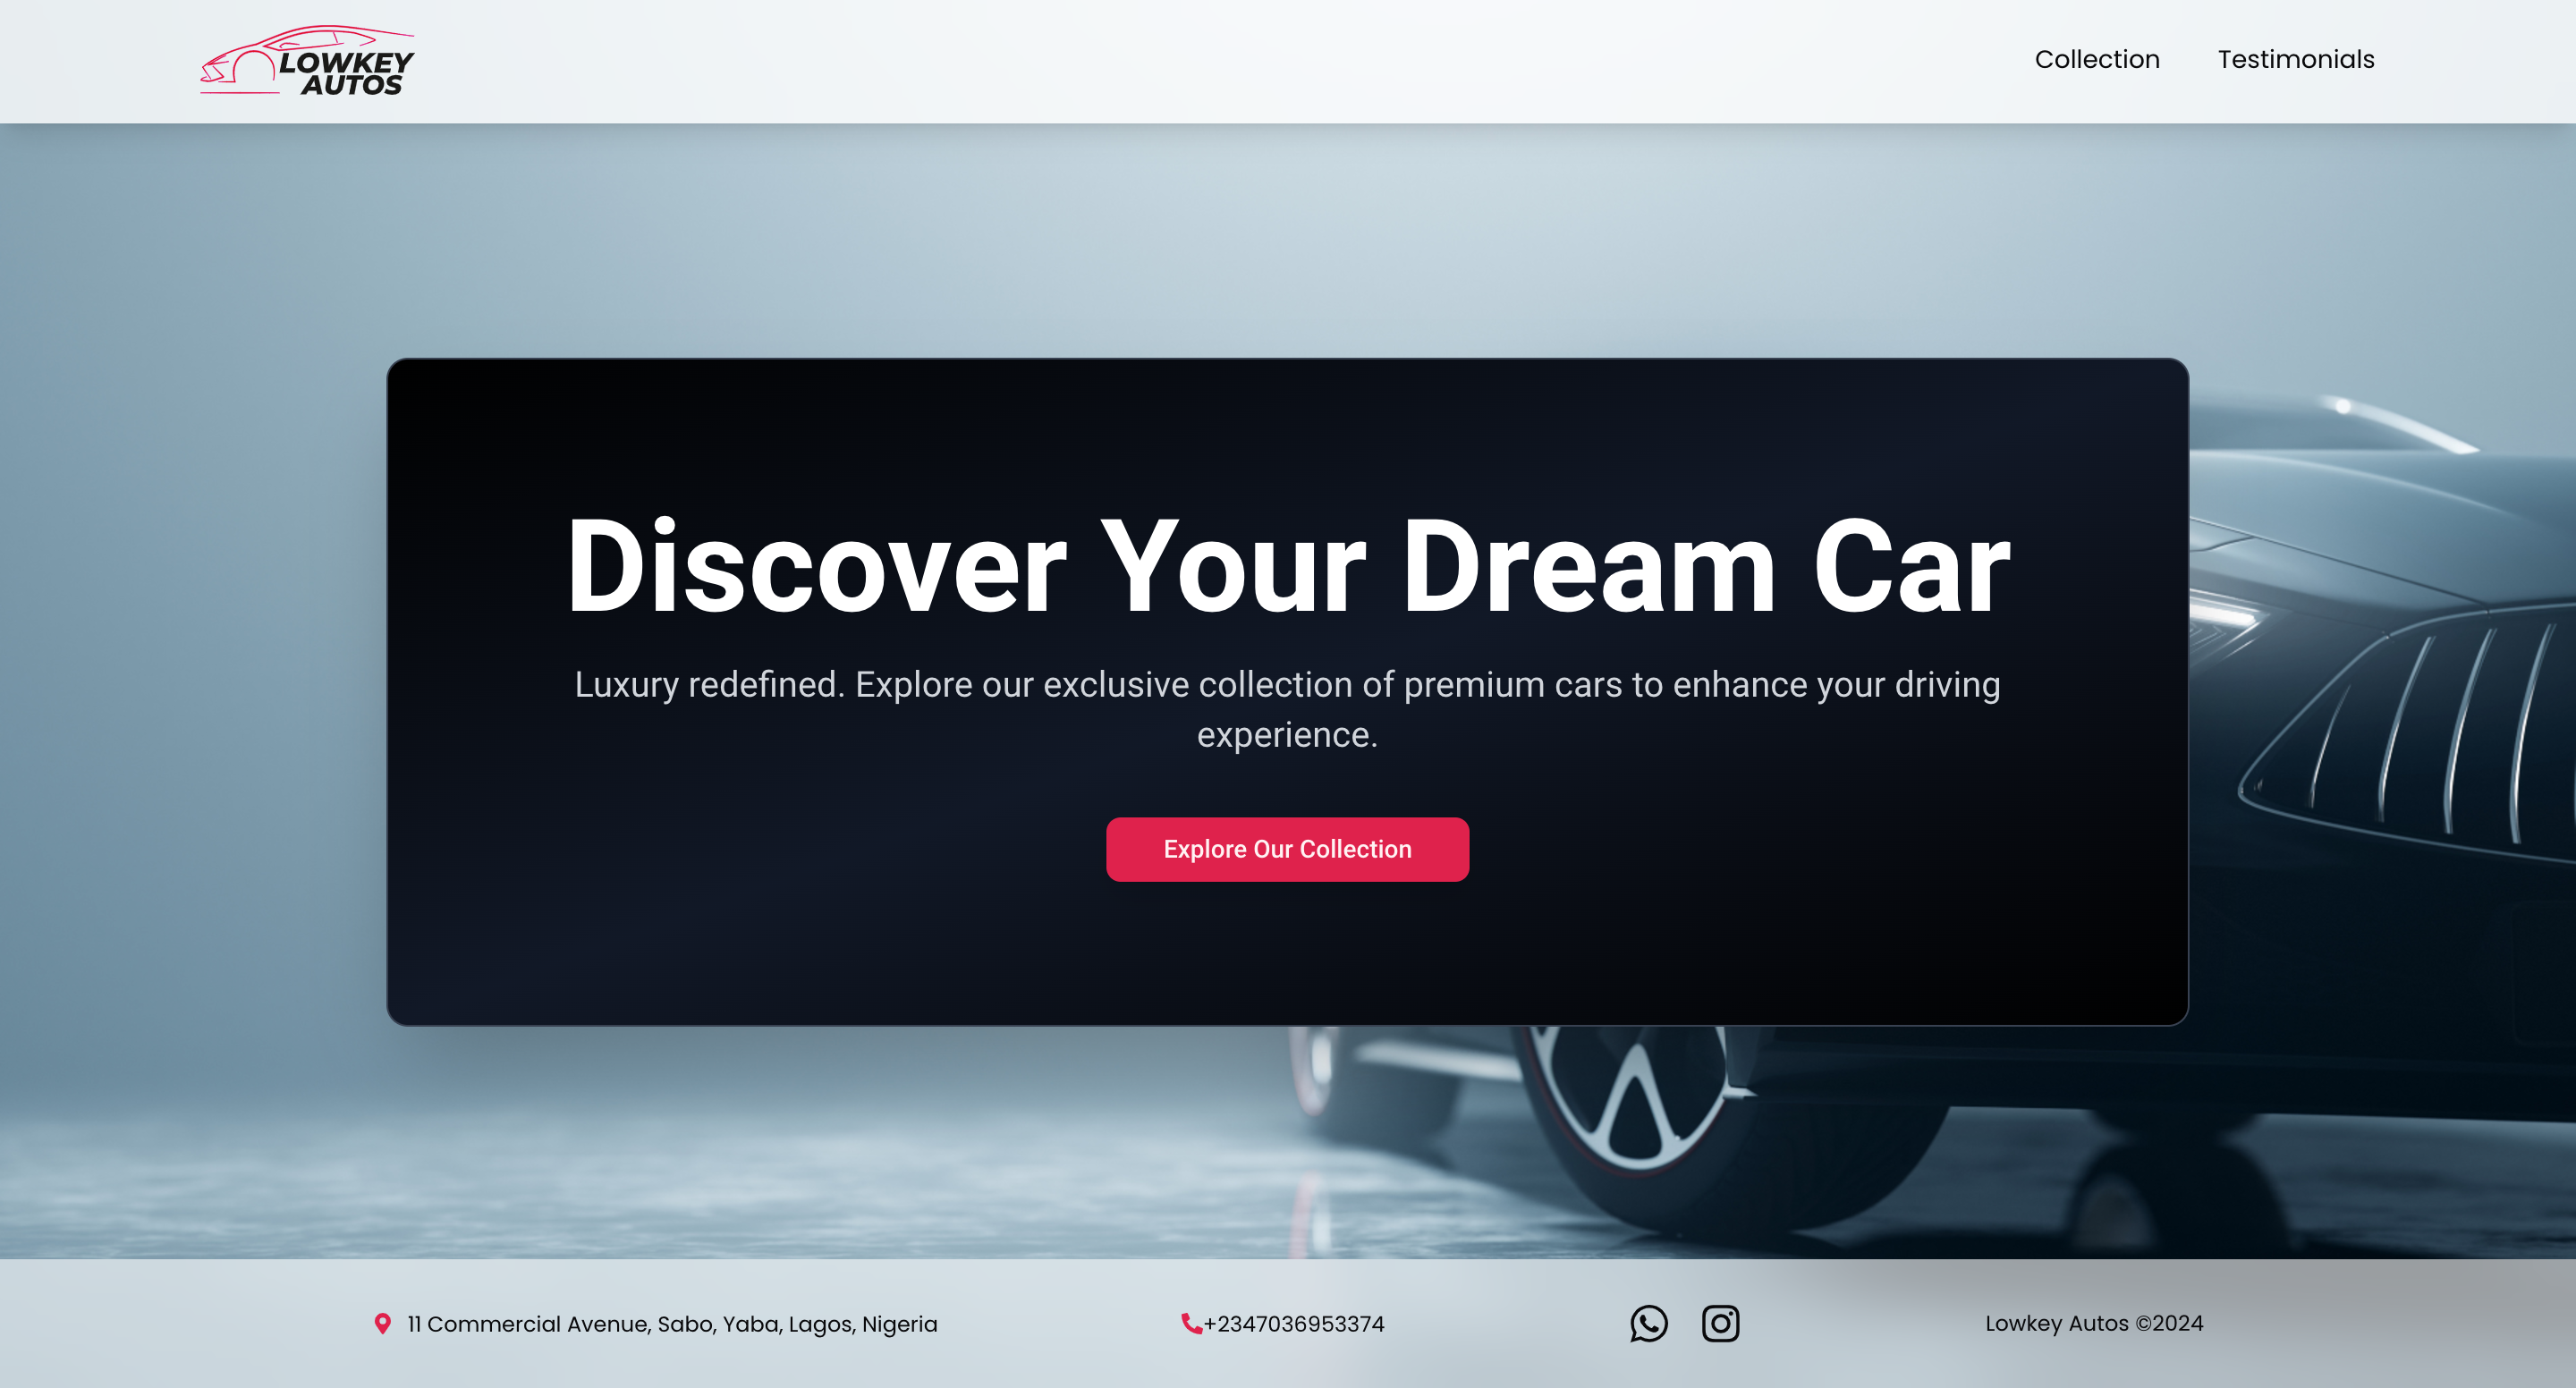 LOWKEY
AUTOS
Collection
Testimonials
Discover Your Dream Car
Luxury redefined. Explore our exclusive collection of premium cars to enhance your driving
experience.
Explore Our Collection
11 Commercial Avenue, Sabo, Yaba, Lagos, Nigeria
+2347036953374
Lowkey Autos ©2024